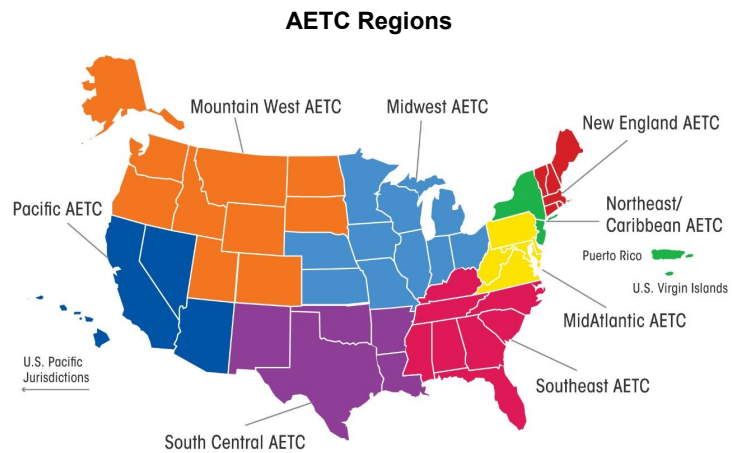 AETC Regions
Mountain West AETC
Midwest AETC
New England AETC
Pacific AETC
Northeast/
Caribbean AETC
Puerto Rico
U.S. Virgin Islands
MidAtlantic AETC
U.S. Pacific
Jurisdictions
Southeast AETC
South Central AETC